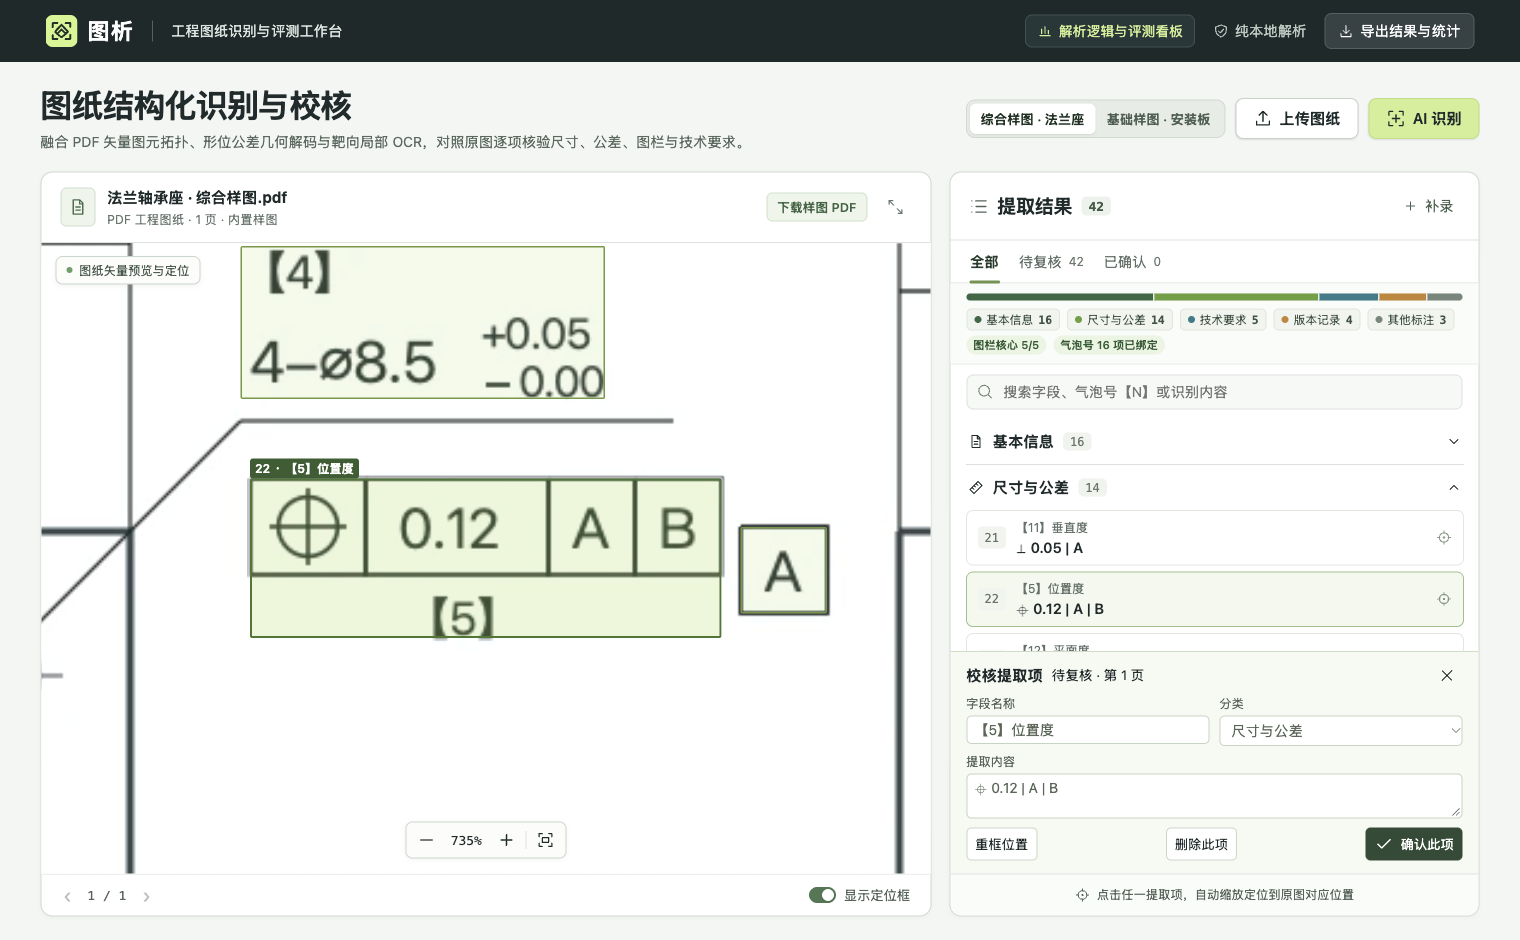 图析
工程图纸识别与评测工作台
解析逻辑与评测看板
纯本地解析
导出结果与统计
图纸结构化识别与校核
融合 PDF 矢量图元拓扑、形位公差几何解码与靶向局部 OCR，对照原图逐项核验尺寸、公差、图栏与技术要求。
综合样图 · 法兰座
基础样图 · 安装板
上传图纸
AI 识别
法兰轴承座 · 综合样图.pdf
PDF 工程图纸 · 1 页 · 内置样图
下载样图 PDF
图纸矢量预览与定位
【4】
4–⌀8.5
+0.05
–0.00
22 · 【5】位置度
⌖ 0.12 A B
【5】
A
735%
1 / 1
显示定位框
提取结果 42
补录
全部
待复核 42
已确认 0
基本信息 16
尺寸与公差 14
技术要求 5
版本记录 4
其他标注 3
图栏核心 5/5
气泡号 16 项已绑定
搜索字段、气泡号【N】或识别内容
基本信息 16
尺寸与公差 14
21
【11】垂直度
⊥ 0.05 | A
22
【5】位置度
⌖ 0.12 | A | B
【12】平面度
校核提取项 待复核 · 第 1 页
字段名称
分类
【5】位置度
尺寸与公差
提取内容
⌖ 0.12 | A | B
重框位置
删除此项
确认此项
点击任一提取项，自动缩放定位到原图对应位置